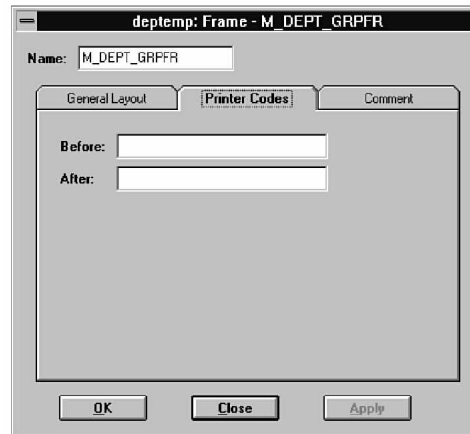 deptemp: Frame - M_DEPT_GRPFR
Name: M_DEPT_GRPFR
General Layout Printer Codes Comment
Before:
After:
OK Close Apply